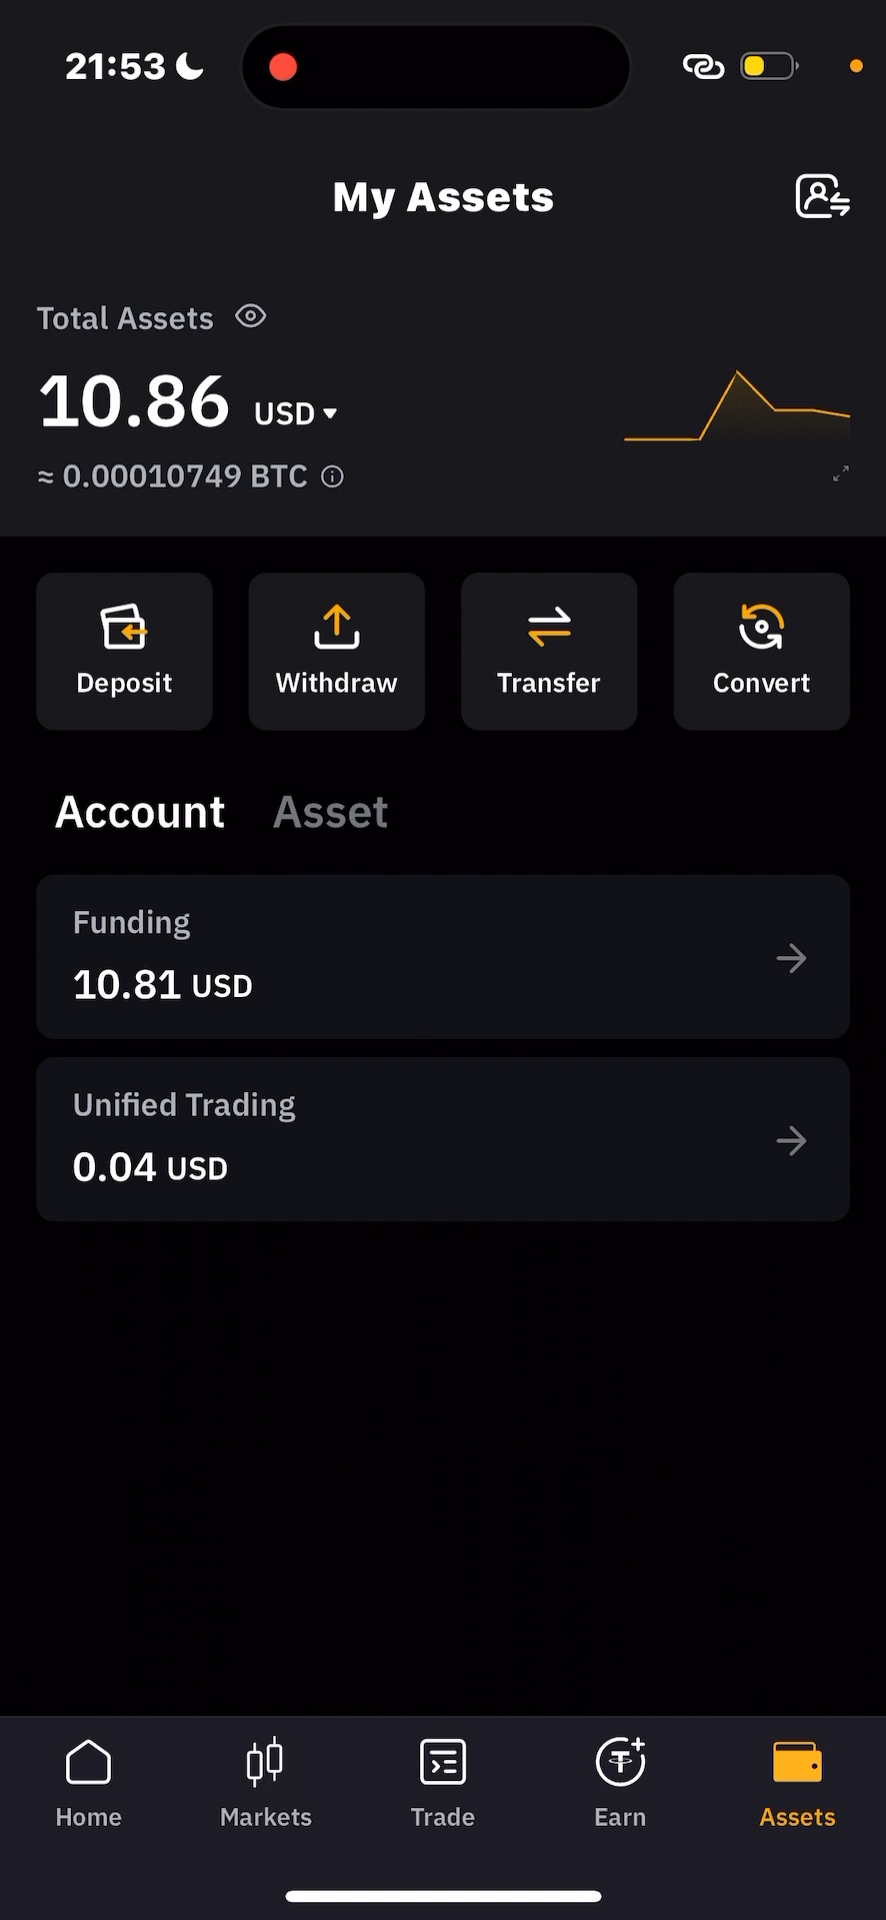 21:53
My Assets
Total Assets
10.86 USD
≈ 0.00010749 BTC
Deposit Withdraw Transfer Convert
Account Asset
Funding
10.81 USD
Unified Trading
0.04 USD
Home Markets Trade Earn Assets